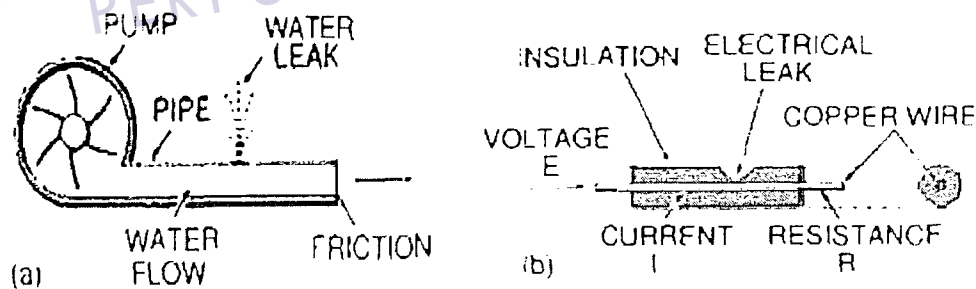 PUMP
WATER
LEAK
PIPE
WATER
FLOW
FRICTION
(a)
INSULATION
ELECTRICAL
LEAK
COPPER WIRE
VOLTAGE
E
CURRENT
I
RESISTANCE
R
(b)